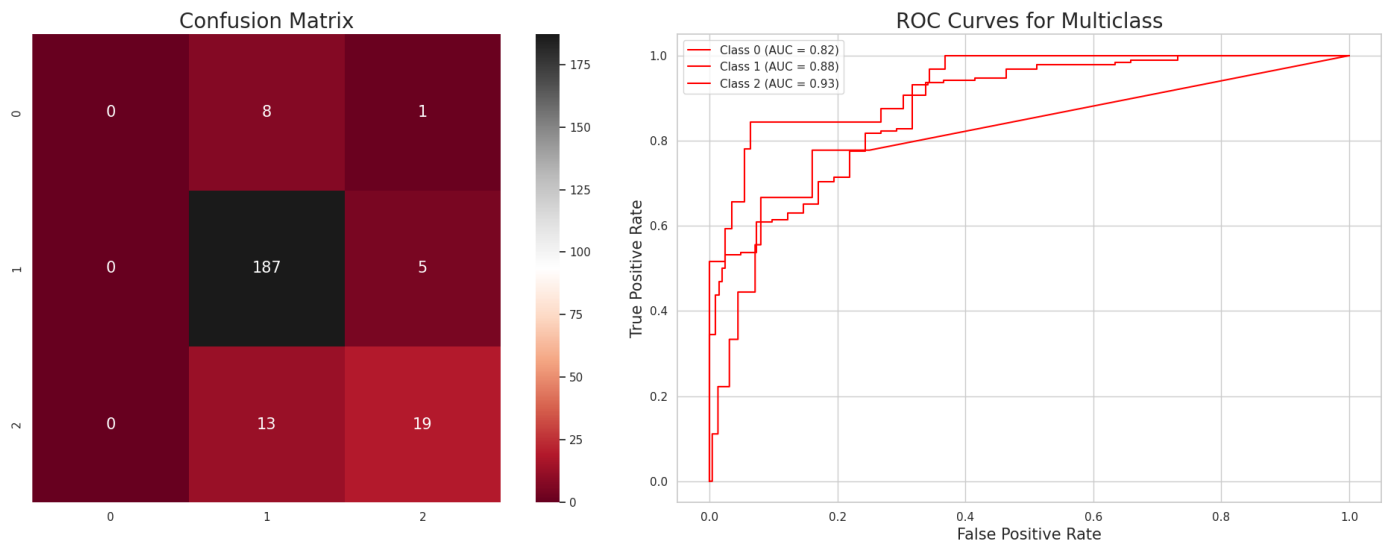 Confusion Matrix
0 8 1
0 187 5
0 13 19
0
1
2
0 1 2
175
150
125
100
75
50
25
0
ROC Curves for Multiclass
Class 0 (AUC = 0.82)
Class 1 (AUC = 0.88)
Class 2 (AUC = 0.93)
True Positive Rate
1.0
0.8
0.6
0.4
0.2
0.0
0.0 0.2 0.4 0.6 0.8 1.0
False Positive Rate